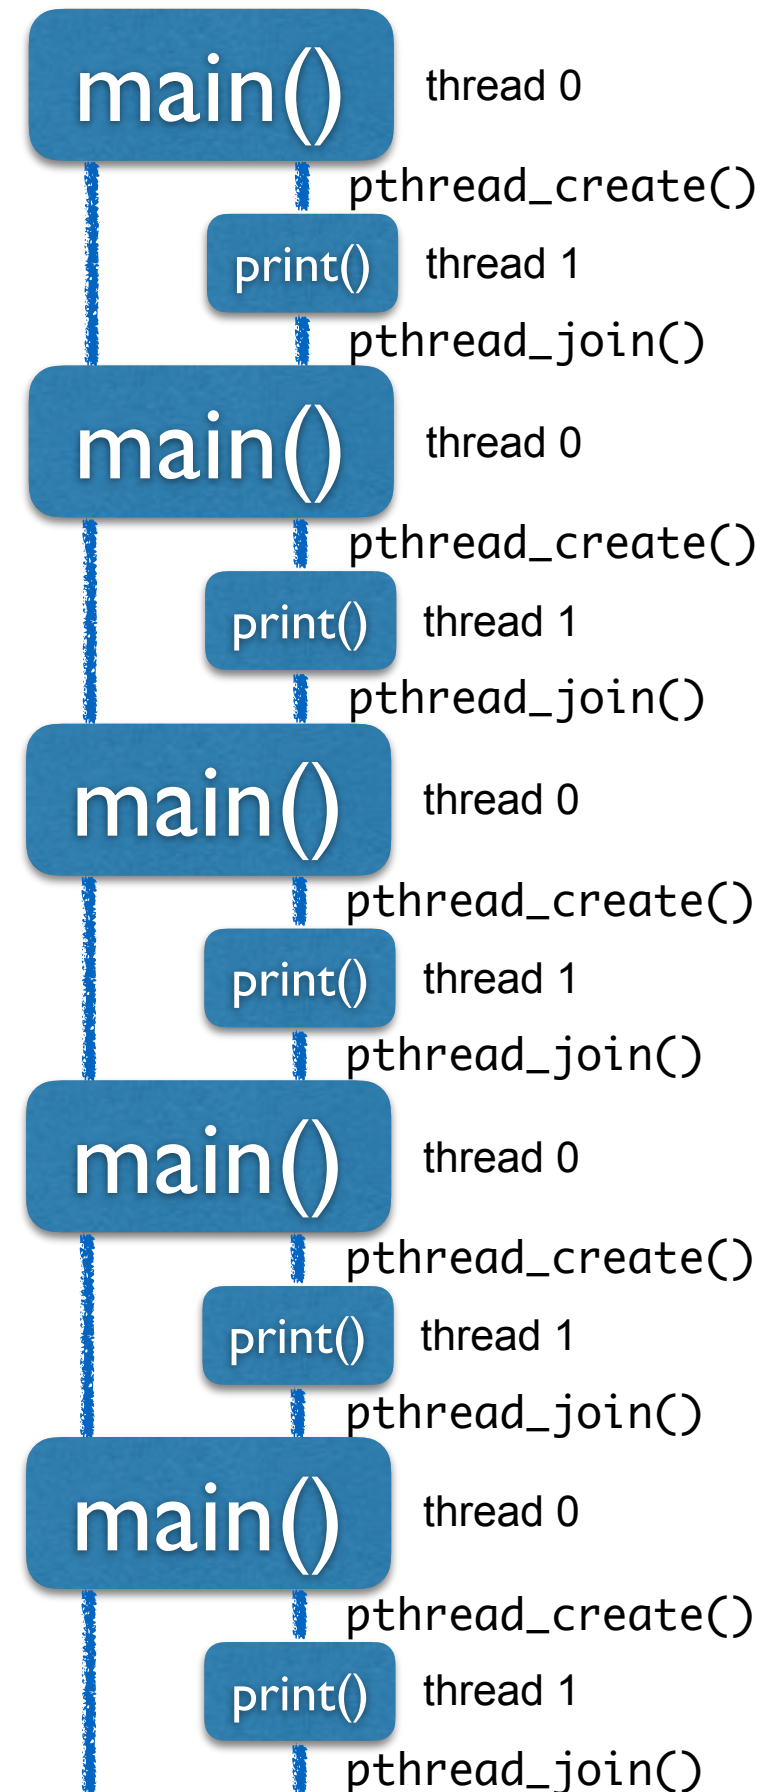 main() thread 0
pthread_create()
print() thread 1
pthread_join()
main() thread 0
pthread_create()
print() thread 1
pthread_join()
main() thread 0
pthread_create()
print() thread 1
pthread_join()
main() thread 0
pthread_create()
print() thread 1
pthread_join()
main() thread 0
pthread_create()
print() thread 1
pthread_join()